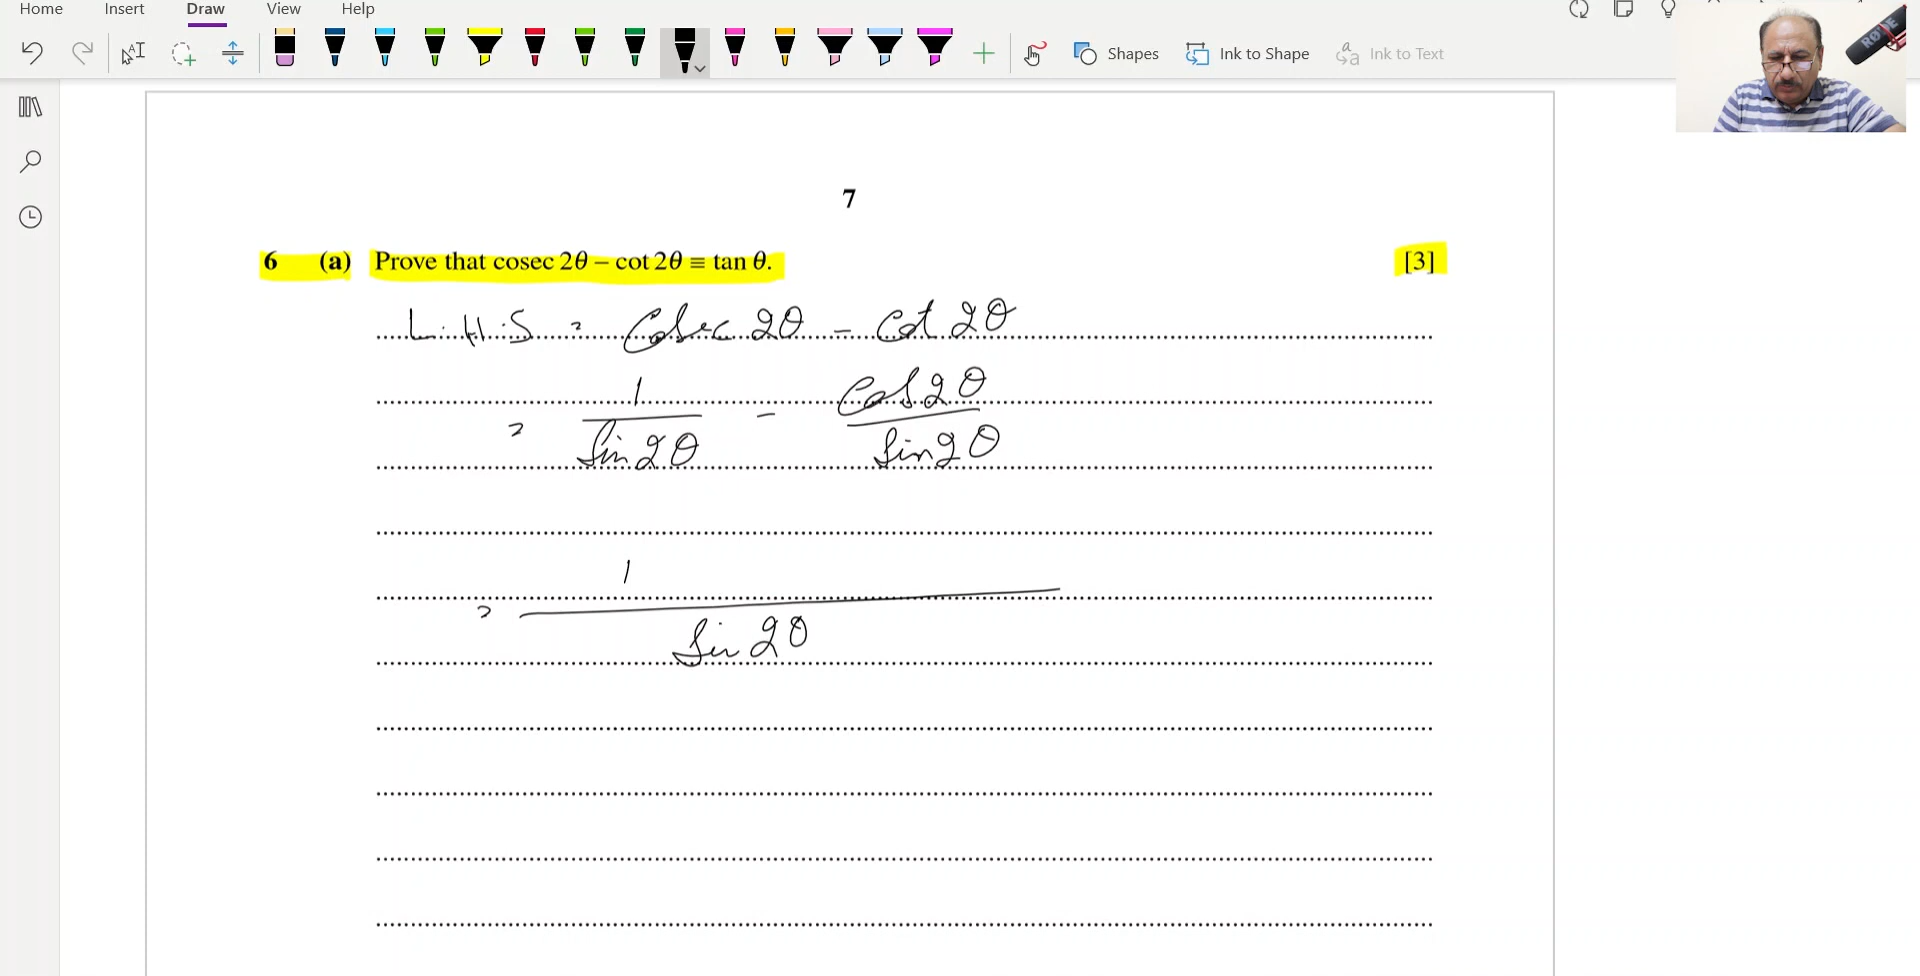 Home Insert Draw View Help
Shapes Ink to Shape Ink to Text
RØDE
7
6 (a) Prove that cosec 2θ – cot 2θ ≡ tan θ. [3]
L.H.S = Cosec 2θ – Cot 2θ
= 1/Sin 2θ – Cos 2θ/Sin 2θ
= 1
Sin 2θ